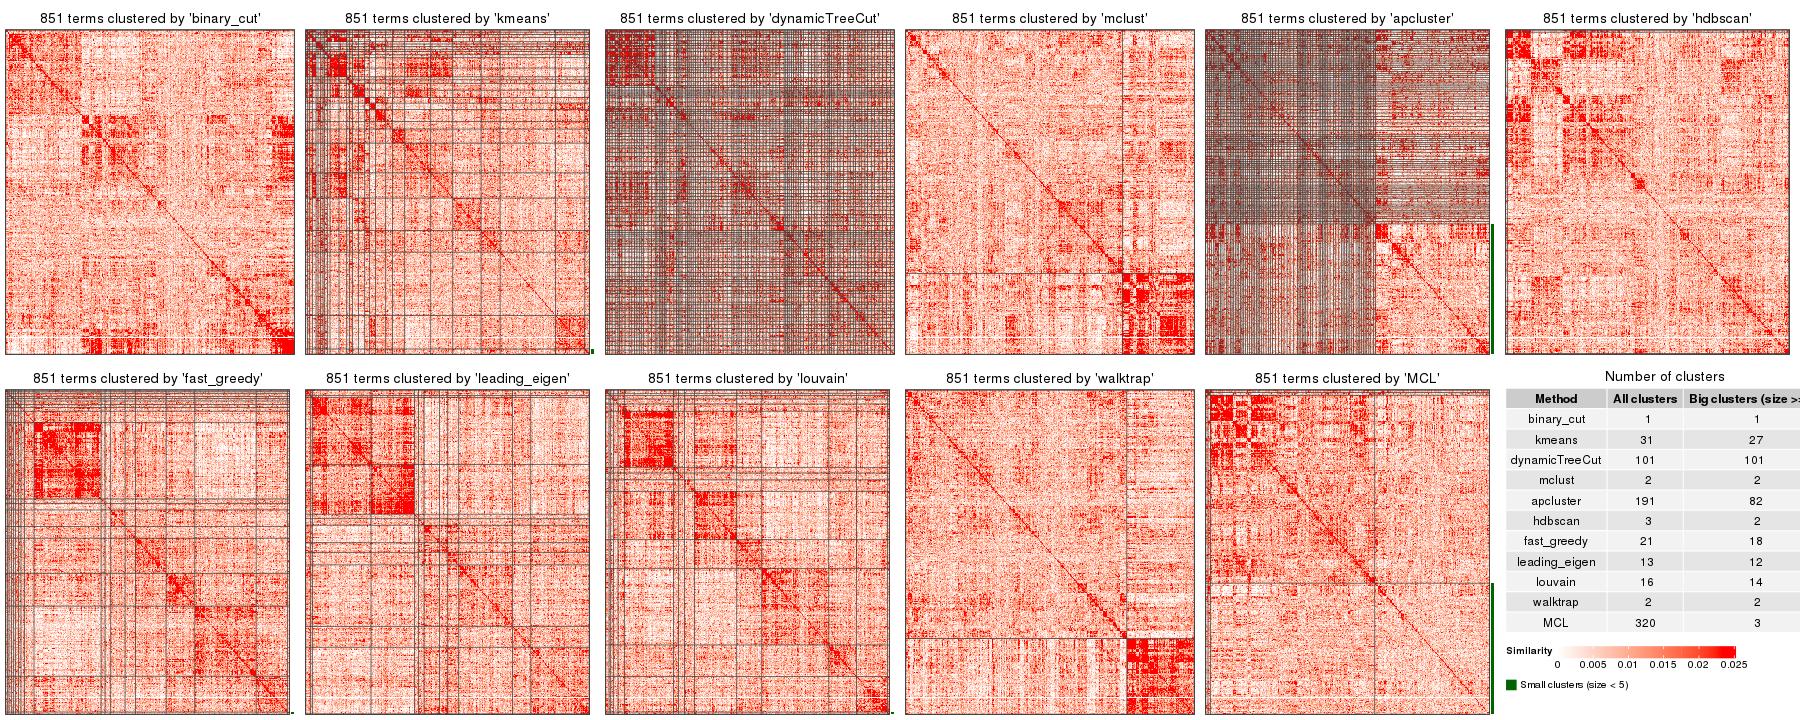 851 terms clustered by 'binary_cut'
851 terms clustered by 'kmeans'
851 terms clustered by 'dynamicTreeCut'
851 terms clustered by 'mclust'
851 terms clustered by 'apcluster'
851 terms clustered by 'hdbscan'
851 terms clustered by 'fast_greedy'
851 terms clustered by 'leading_eigen'
851 terms clustered by 'louvain'
851 terms clustered by 'walktrap'
851 terms clustered by 'MCL'
Number of clusters
Method All clusters Big clusters (size >
binary_cut 1 1
kmeans 31 27
dynamicTreeCut 101 101
mclust 2 2
apcluster 191 82
hdbscan 3 2
fast_greedy 21 18
leading_eigen 13 12
louvain 16 14
walktrap 2 2
MCL 320 3
Similarity
0 0.005 0.01 0.015 0.02 0.025
Small clusters (size < 5)